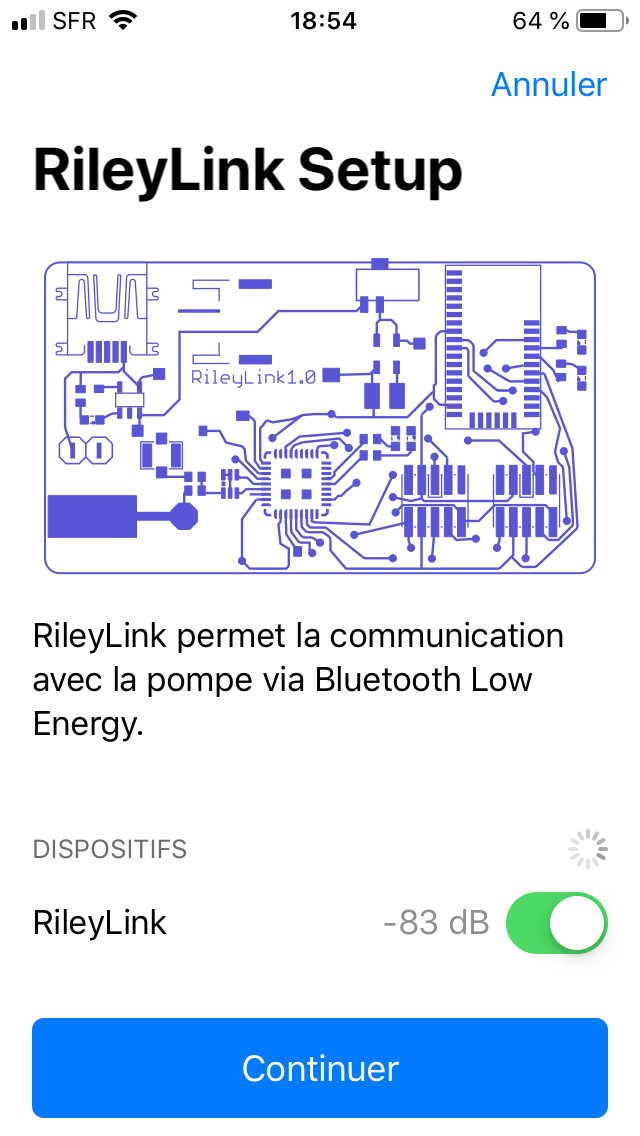 SFR 18:54 64 %
Annuler
RileyLink Setup
RileyLink1.0
RileyLink permet la communication
avec la pompe via Bluetooth Low
Energy.
DISPOSITIFS
RileyLink -83 dB
Continuer